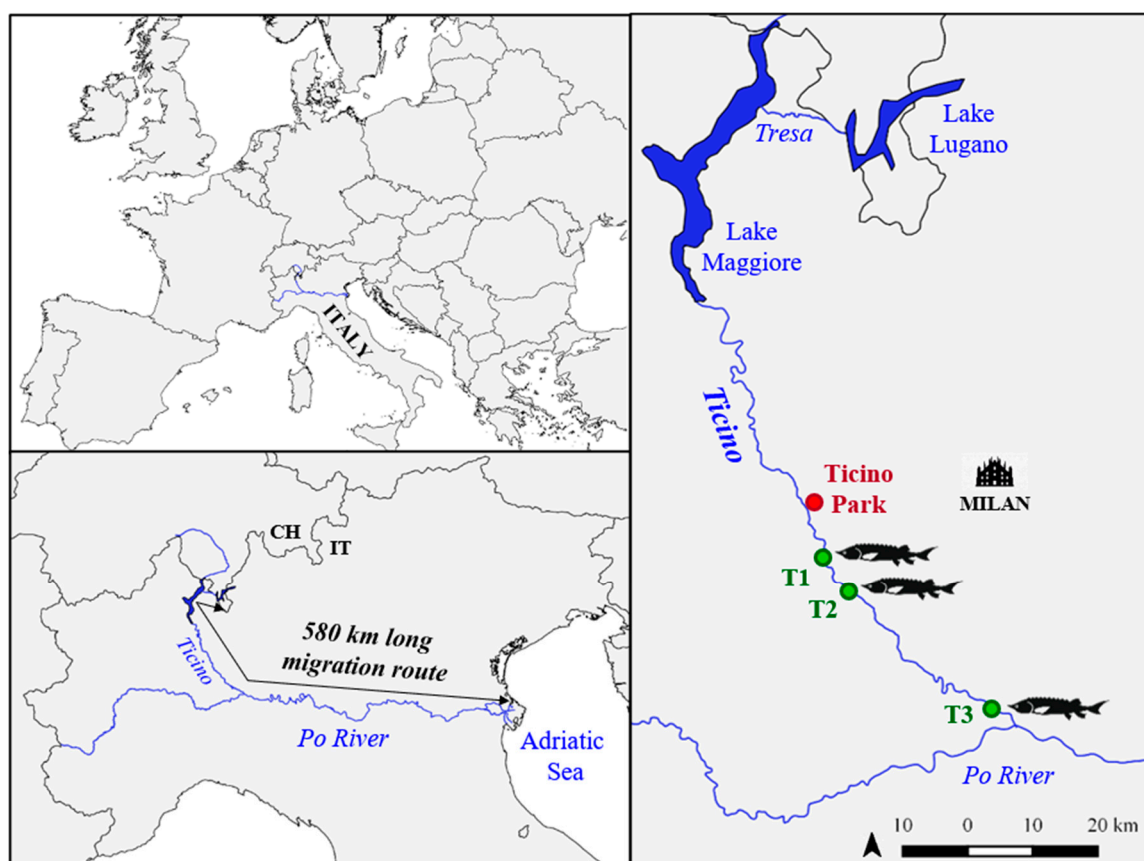 ITALY
CH
IT
580 km long
migration route
Ticino
Po River
Adriatic
Sea
Tresa
Lake
Lugano
Lake
Maggiore
Ticino
Ticino
Park
MILAN
T1
T2
T3
Po River
10 0 10 20 km